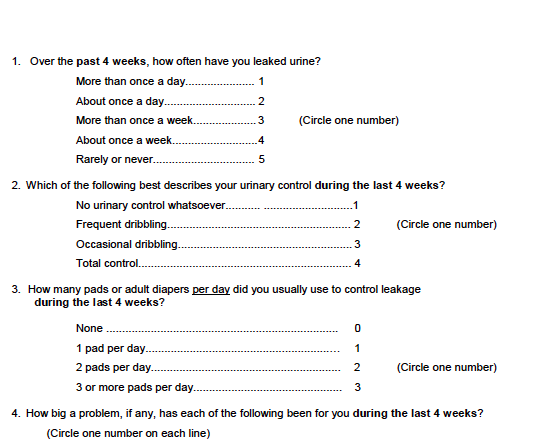 1. Over the past 4 weeks, how often have you leaked urine?
More than once a day...................... 1
About once a day............................. 2
More than once a week.................... 3 (Circle one number)
About once a week........................... 4
Rarely or never................................ 5
2. Which of the following best describes your urinary control during the last 4 weeks?
No urinary control whatsoever........... ............................1
Frequent dribbling.......................................................... 2 (Circle one number)
Occasional dribbling....................................................... 3
Total control.................................................................... 4
3. How many pads or adult diapers per day did you usually use to control leakage
during the last 4 weeks?
None .......................................................................... 0
1 pad per day.............................................................. 1
2 pads per day............................................................ 2 (Circle one number)
3 or more pads per day............................................... 3
4. How big a problem, if any, has each of the following been for you during the last 4 weeks?
(Circle one number on each line)